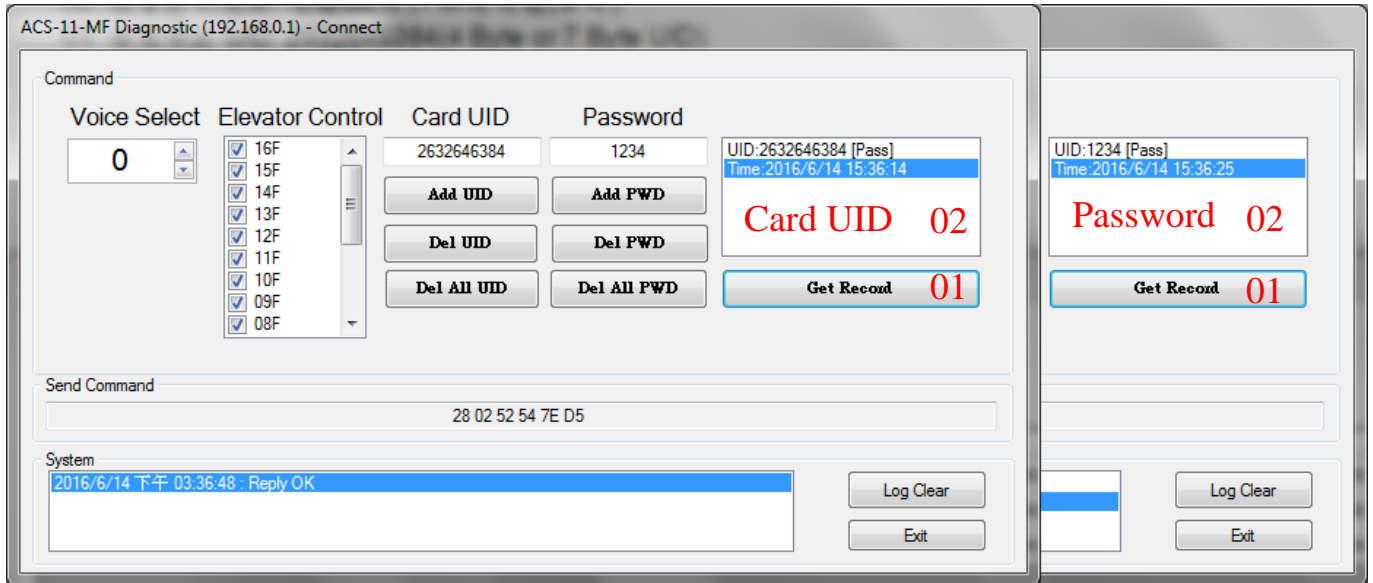 ACS-11-MF Diagnostic (192.168.0.1) - Connect
Command
Voice Select Elevator Control Card UID Password
0
16F
15F
14F
13F
12F
11F
10F
09F
08F
2632646384
1234
Add UID
Add PWD
Del UID
Del PWD
Del All UID
Del All PWD
UID:2632646384 [Pass]
Time:2016/6/14 15:36:14
Card UID 02
Get Record 01
Send Command
28 02 52 54 7E D5
System
2016/6/14 下午 03:36:48 : Reply OK
Log Clear
Exit
UID:1234 [Pass]
Time:2016/6/14 15:36:25
Password 02
Get Record 01
Log Clear
Exit